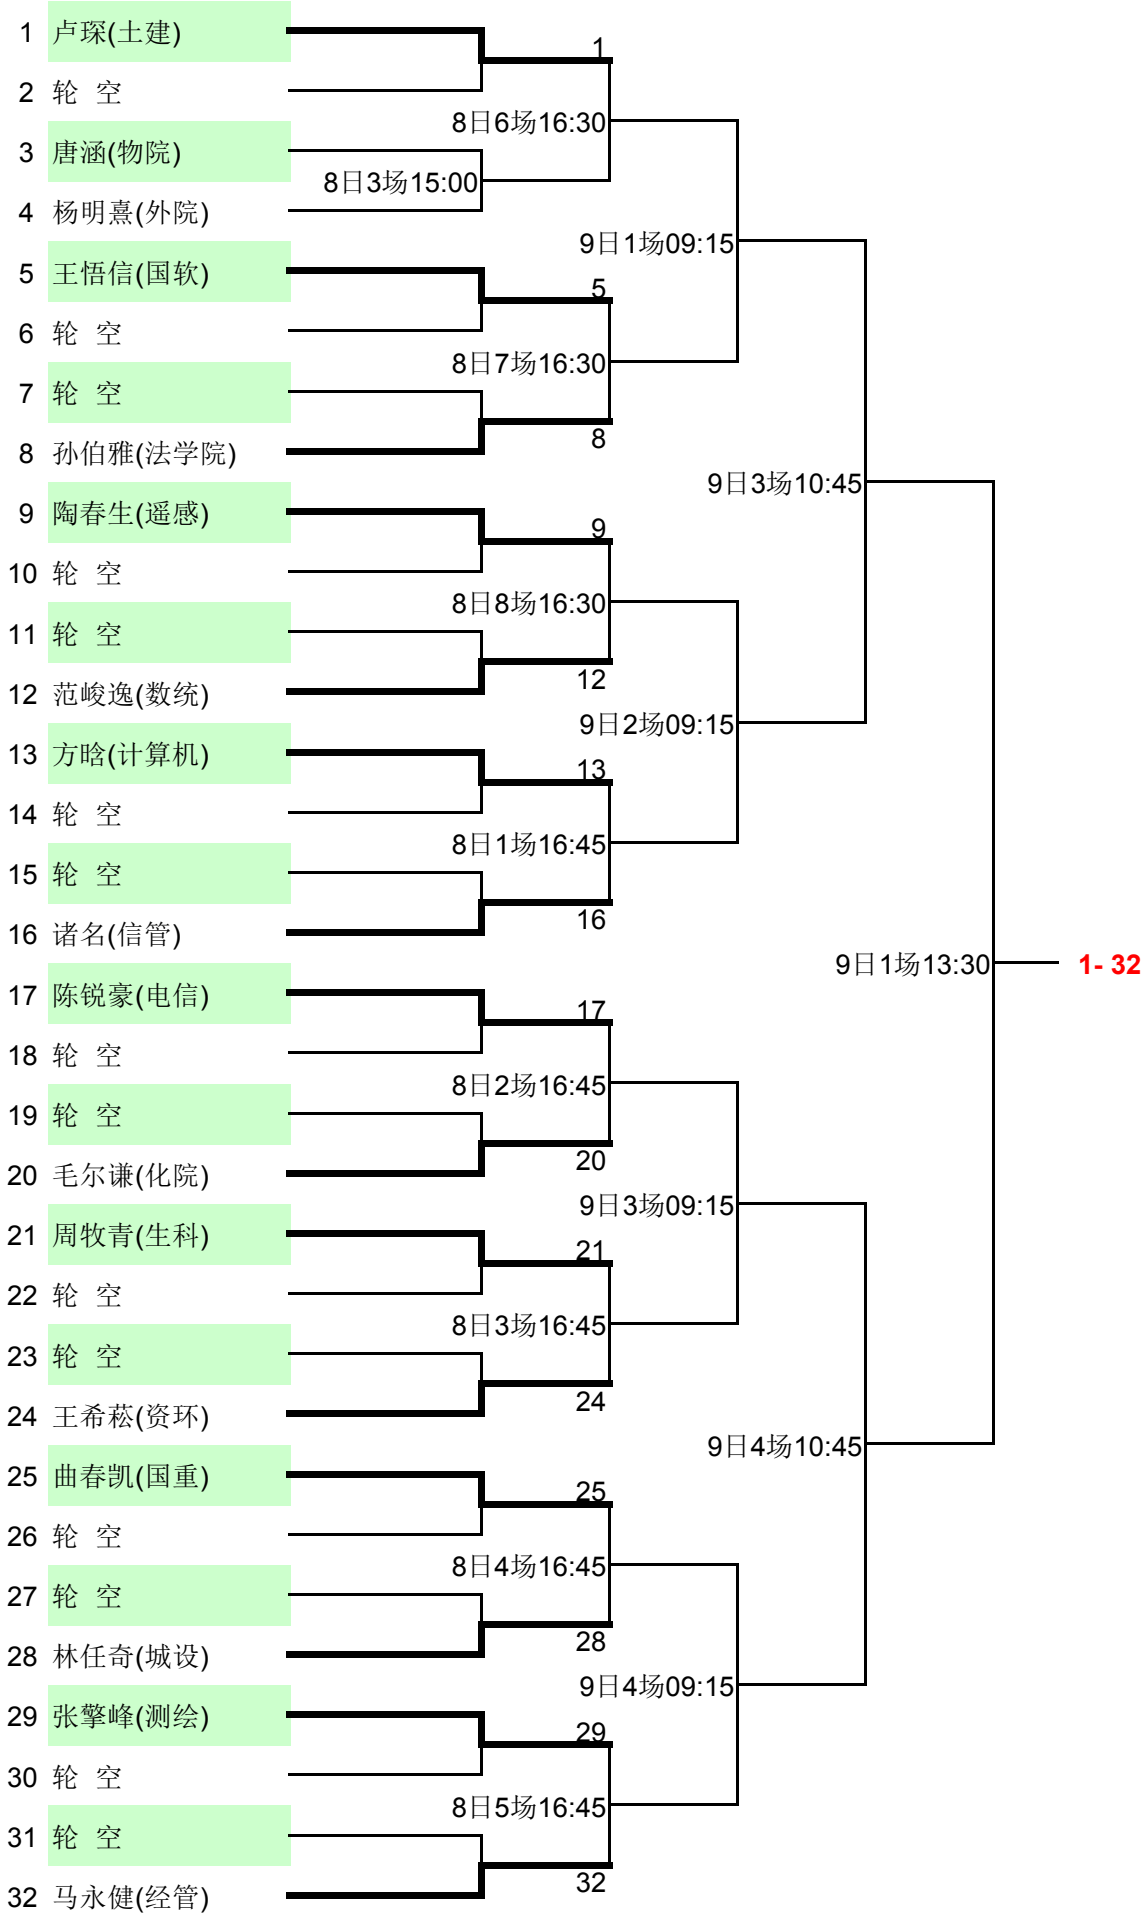 1 卢琛(土建)
1
2 轮 空
8日6场16:30
3 唐涵(物院)
8日3场15:00
4 杨明熹(外院)
9日1场09:15
5 王悟信(国软)
5
6 轮 空
8日7场16:30
7 轮 空
8
8 孙伯雅(法学院)
9日3场10:45
9 陶春生(遥感)
9
10 轮 空
8日8场16:30
11 轮 空
12
12 范峻逸(数统)
9日2场09:15
13 方晗(计算机)
13
14 轮 空
8日1场16:45
15 轮 空
16
16 诸名(信管)
9日1场13:30 1- 32
17 陈锐豪(电信)
17
18 轮 空
8日2场16:45
19 轮 空
20
20 毛尔谦(化院)
9日3场09:15
21 周牧青(生科)
21
22 轮 空
8日3场16:45
23 轮 空
24
24 王希菘(资环)
9日4场10:45
25 曲春凯(国重)
25
26 轮 空
8日4场16:45
27 轮 空
28
28 林任奇(城设)
9日4场09:15
29 张擎峰(测绘)
29
30 轮 空
8日5场16:45
31 轮 空
32
32 马永健(经管)